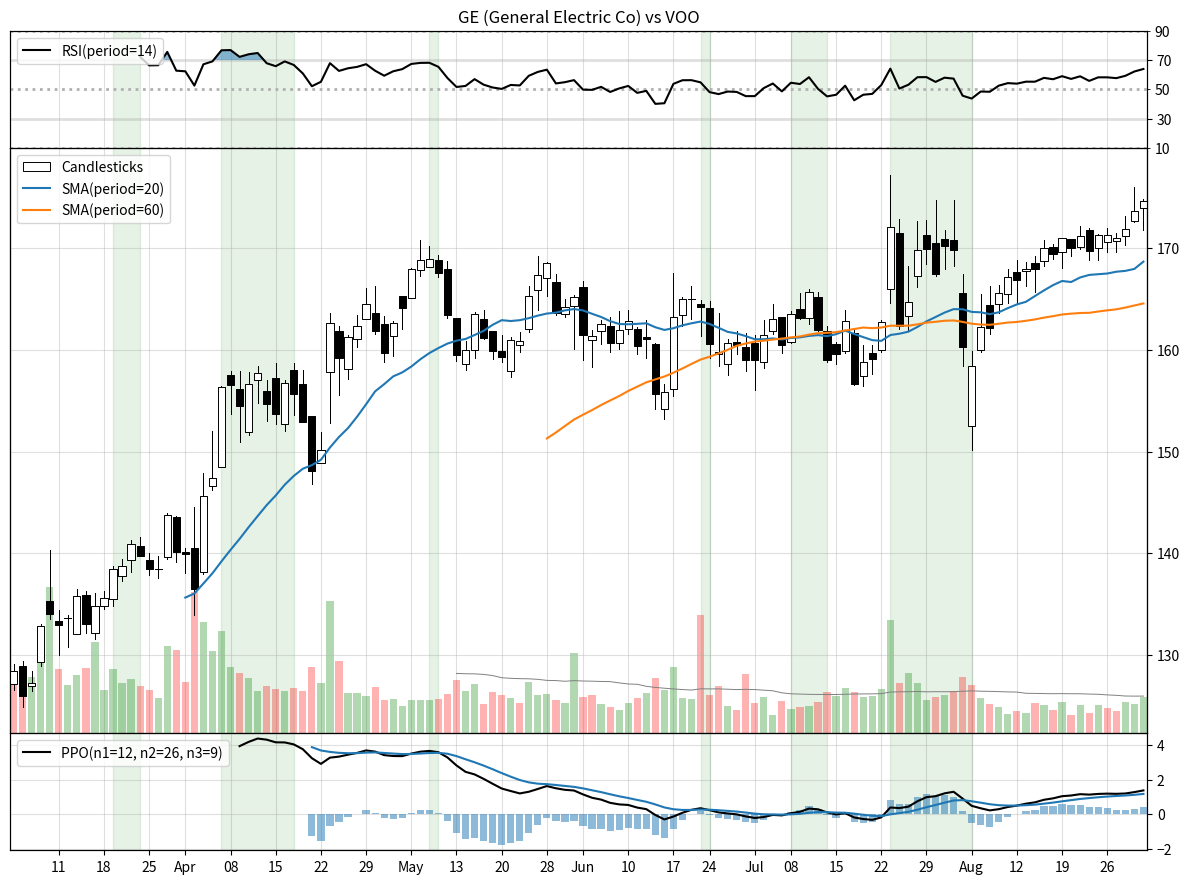 GE (General Electric Co) vs VOO
RSI(period=14)
90
70
50
30
10
Candlesticks
SMA(period=20)
SMA(period=60)
170
160
150
140
130
PPO(n1=12, n2=26, n3=9)
4
2
0
−2
11 18 25 Apr 08 15 22 29 May 13 20 28 Jun 10 17 24 Jul 08 15 22 29 Aug 12 19 26